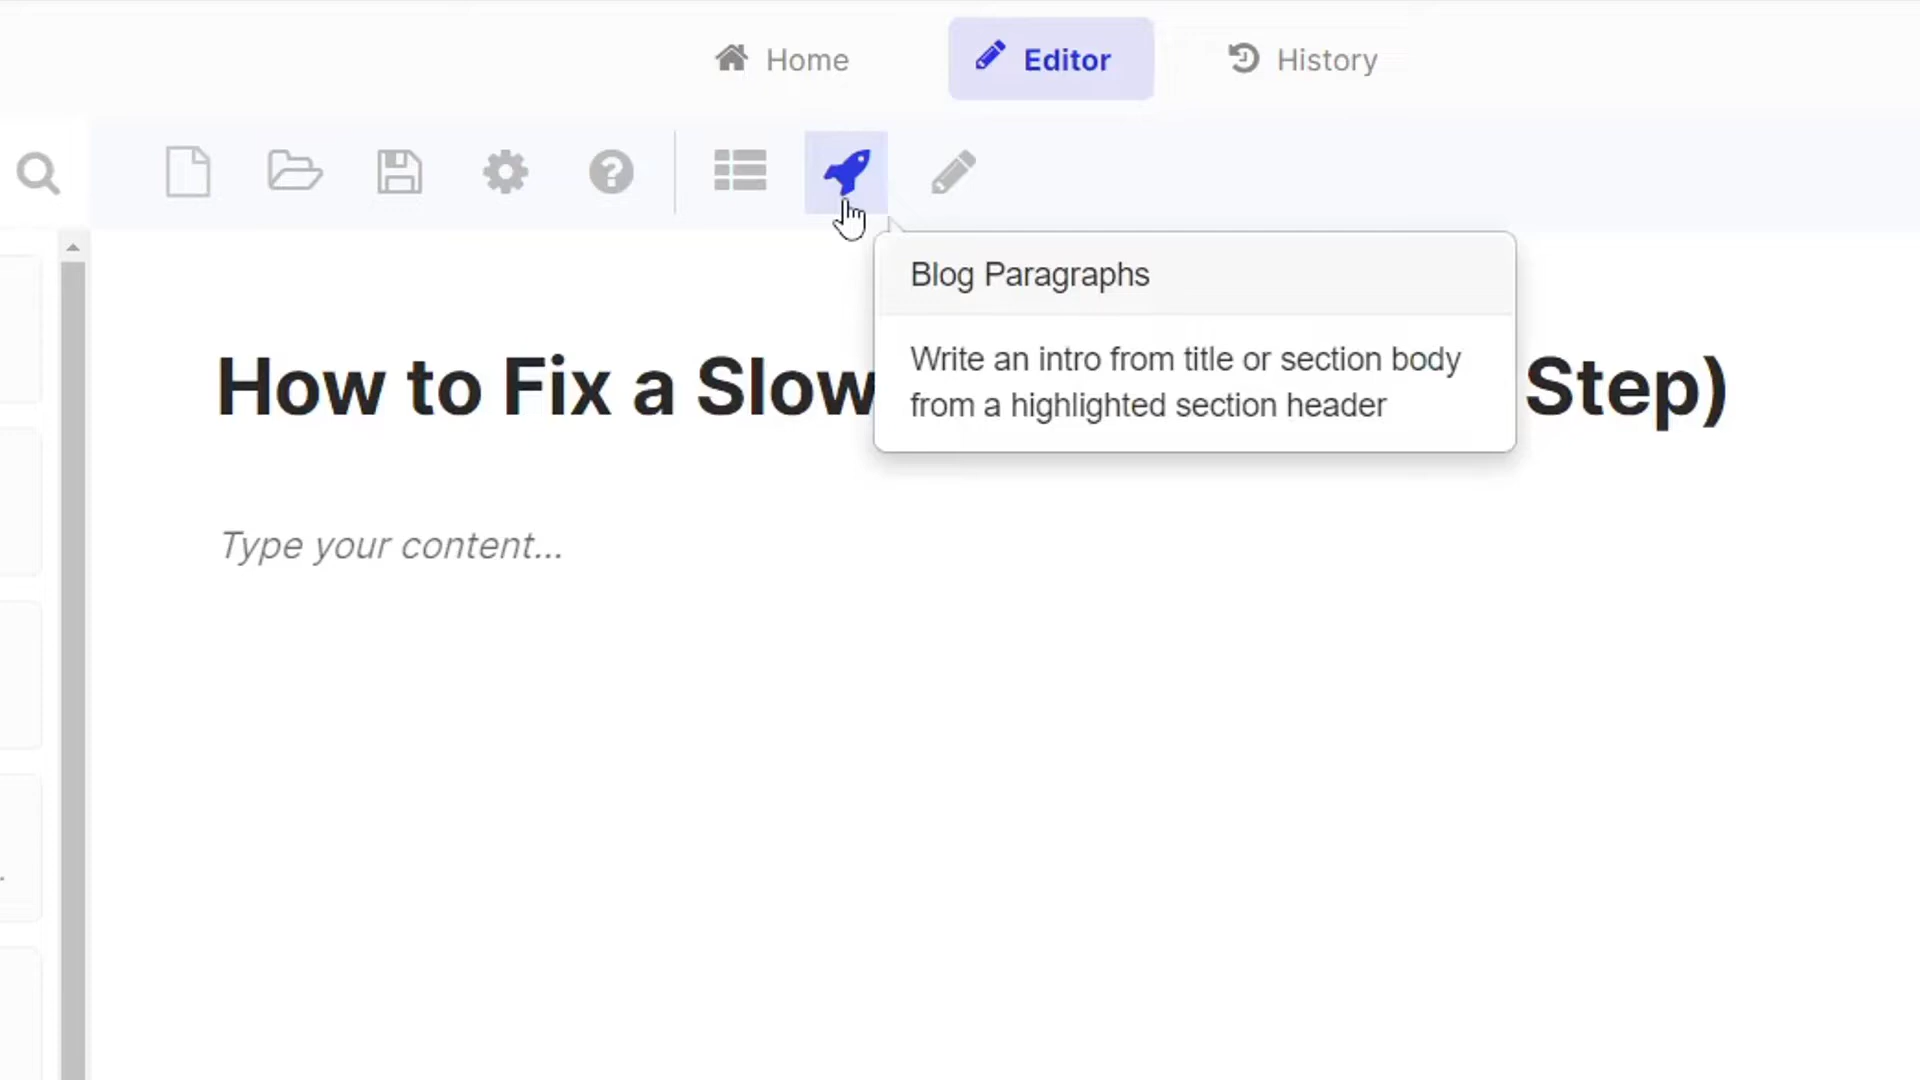 Home
Editor
History
Blog Paragraphs
Write an intro from title or section body
from a highlighted section header
How to Fix a Slow Step)
Type your content...